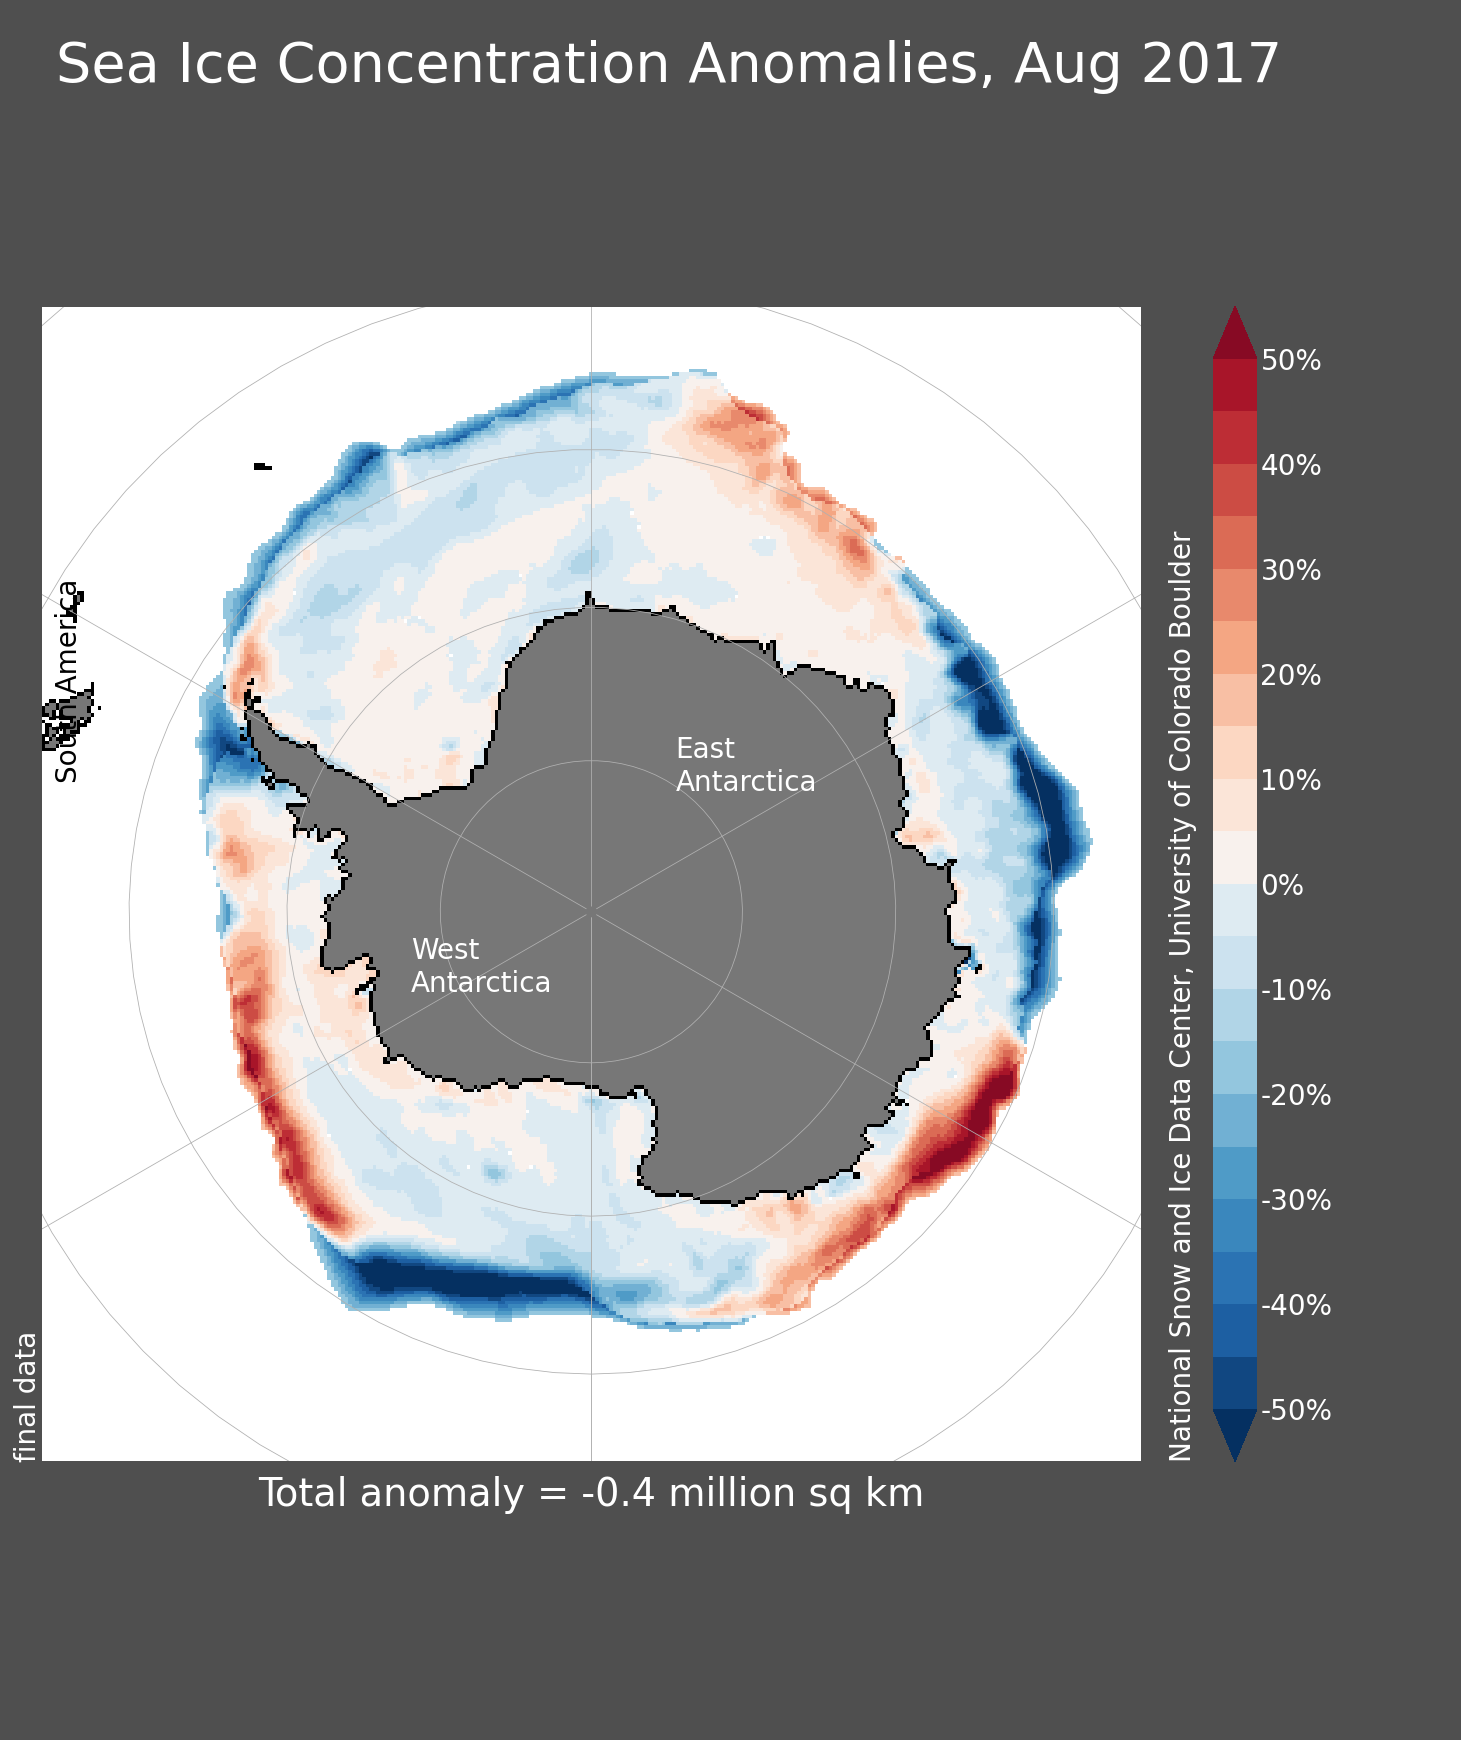 Sea Ice Concentration Anomalies, Aug 2017
South America
East
Antarctica
West
Antarctica
final data
National Snow and Ice Data Center, University of Colorado Boulder
50%
40%
30%
20%
10%
0%
-10%
-20%
-30%
-40%
-50%
Total anomaly = -0.4 million sq km